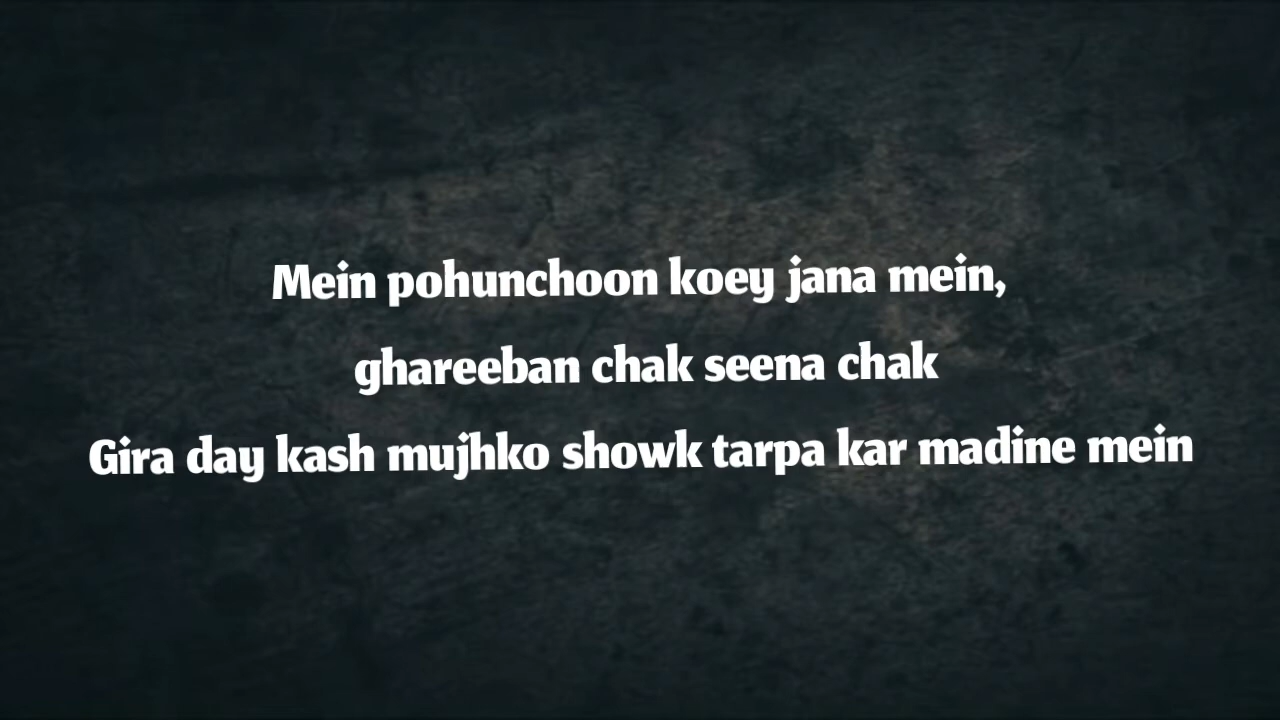 Mein pohunchoon koey jana mein,
ghareeban chak seena chak
Gira day kash mujhko showk tarpa kar madine mein